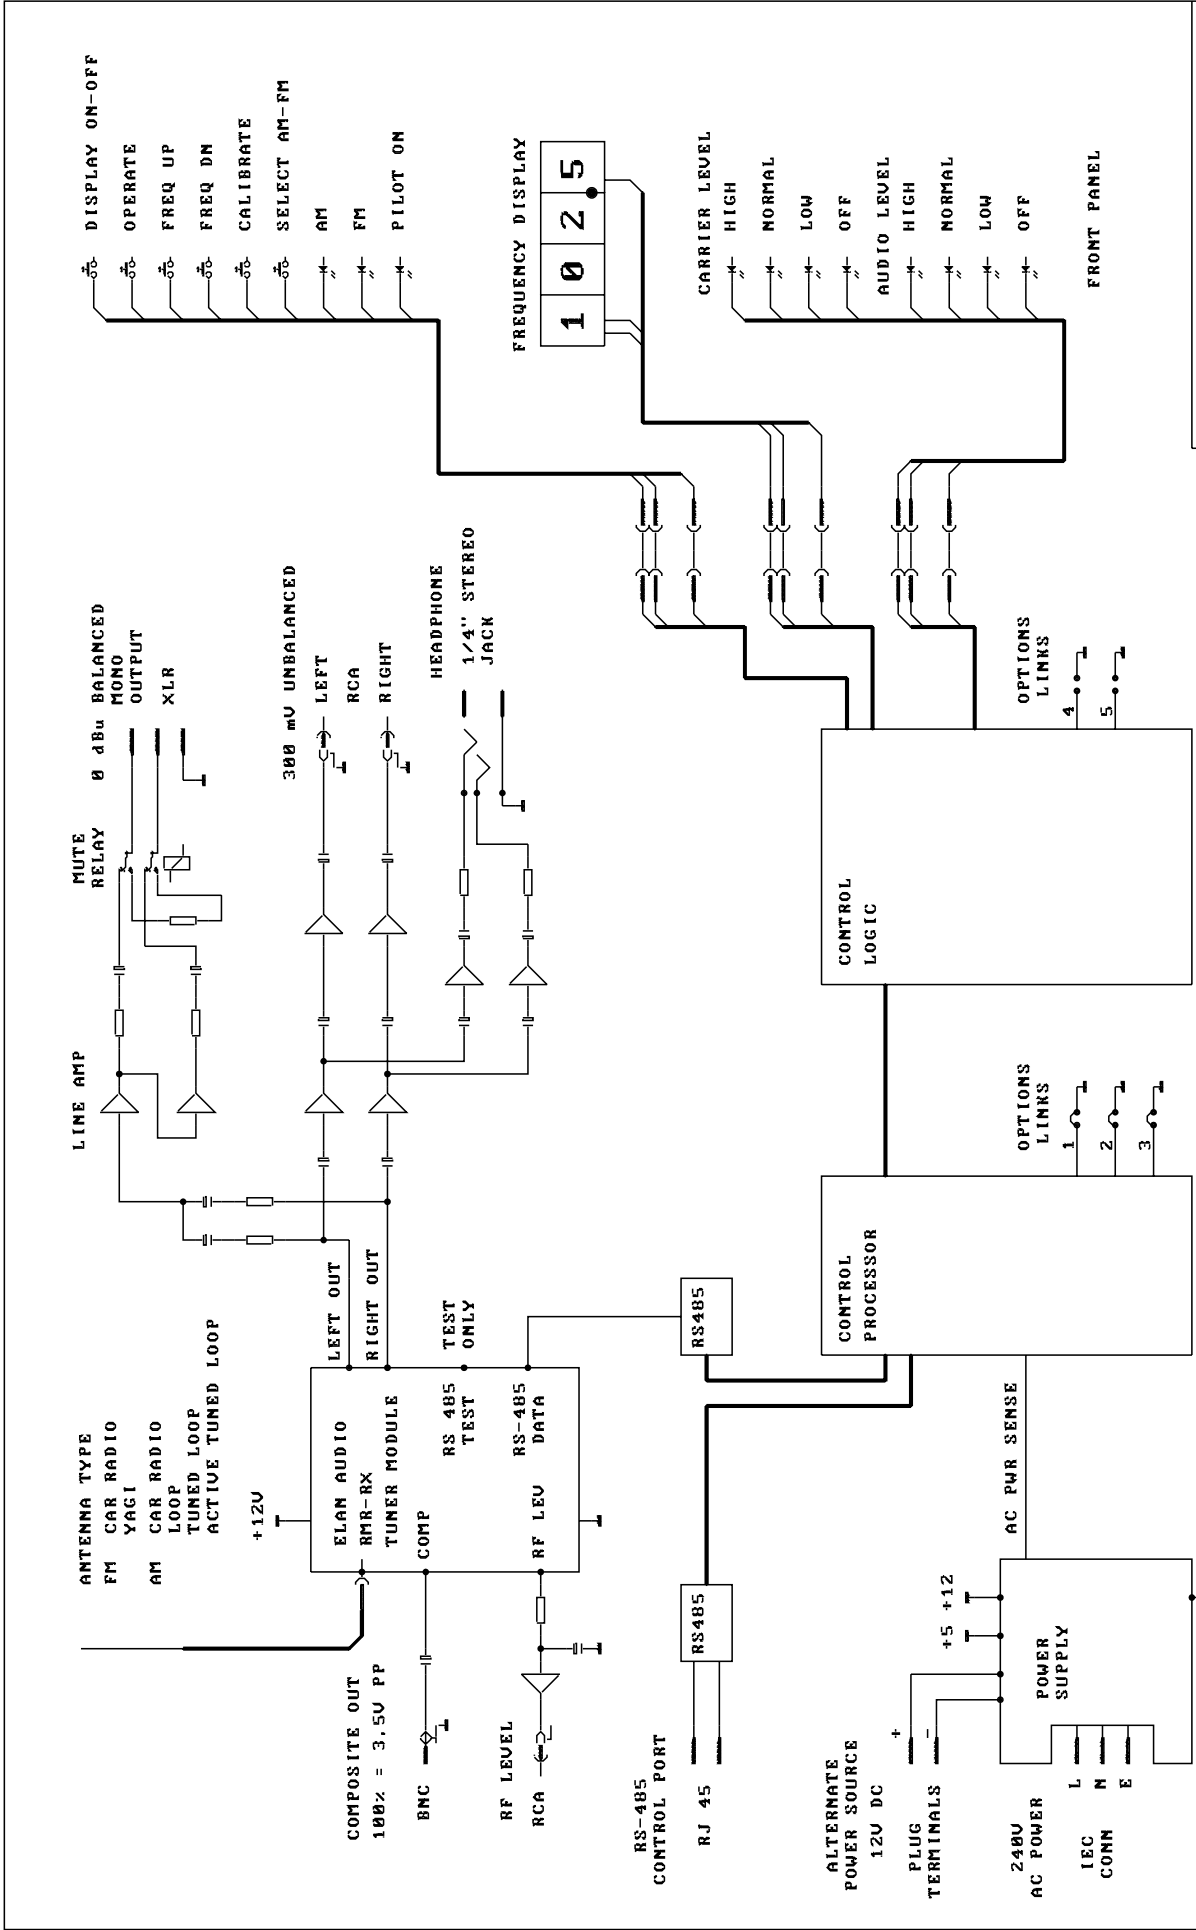 ANTENNA TYPE
FM CAR RADIO
YAGI
AM CAR RADIO
LOOP
TUNED LOOP
ACTIVE TUNED LOOP
+12V
ELAN AUDIO
RMR-RX
TUNER MODULE
COMP
RF LEV
RS 485
TEST
RS-485
DATA
TEST
ONLY
LEFT OUT
RIGHT OUT
COMPOSITE OUT
100% = 3.5V PP
BNC
RF LEVEL
RCA
LINE AMP
MUTE
RELAY
0 dBu BALANCED
MONO
OUTPUT
XLR
300 mV UNBALANCED
LEFT
RCA
RIGHT
HEADPHONE
1/4" STEREO
JACK
DISPLAY ON-OFF
OPERATE
FREQ UP
FREQ DN
CALIBRATE
SELECT AM-FM
AM
FM
PILOT ON
FREQUENCY DISPLAY
1 0 2 5
CARRIER LEVEL
HIGH
NORMAL
LOW
OFF
AUDIO LEVEL
HIGH
NORMAL
LOW
OFF
FRONT PANEL
RS-485
CONTROL PORT
RJ 45
RS485
RS485
CONTROL
PROCESSOR
OPTIONS
LINKS
1
2
3
CONTROL
LOGIC
OPTIONS
LINKS
4
5
ALTERNATE
POWER SOURCE
12V DC
PLUG
TERMINALS
+
-
240V
AC POWER
IEC
CONN
L
N
E
POWER
SUPPLY
+5 +12
AC PWR SENSE